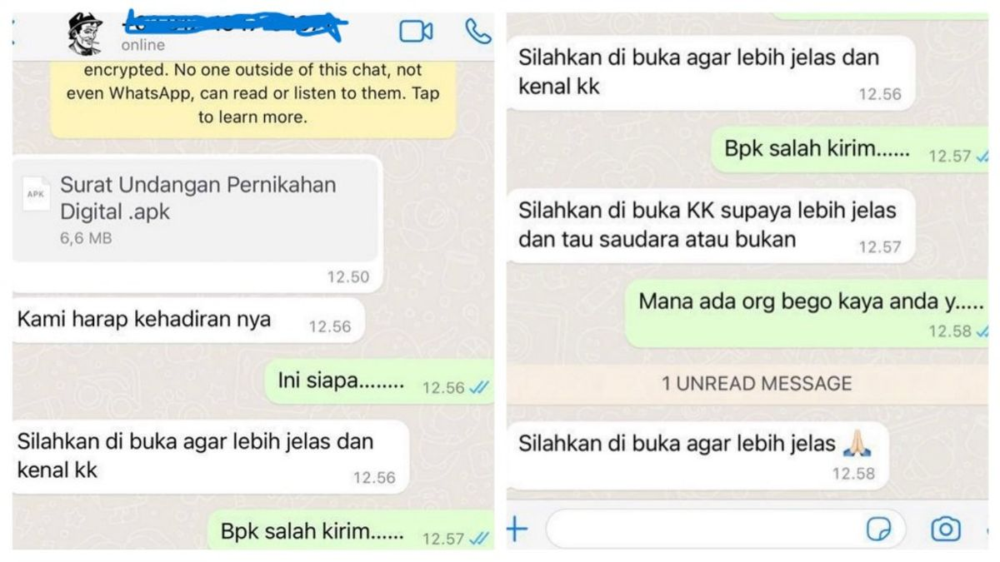 online
encrypted. No one outside of this chat, not
even WhatsApp, can read or listen to them. Tap
to learn more.
APK
Surat Undangan Pernikahan
Digital .apk
6,6 MB
12.50
Kami harap kehadiran nya
12.56
Ini siapa........
12.56
Silahkan di buka agar lebih jelas dan
kenal kk
12.56
Bpk salah kirim......
12.57
Silahkan di buka agar lebih jelas dan
kenal kk
12.56
Bpk salah kirim......
12.57
Silahkan di buka KK supaya lebih jelas
dan tau saudara atau bukan
12.57
Mana ada org bego kaya anda y.....
12.58
1 UNREAD MESSAGE
Silahkan di buka agar lebih jelas 🙏🏻
12.58